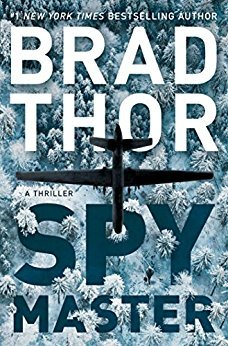 #1 NEW YORK TIMES BESTSELLING AUTHOR
BRAD
THOR
A THRILLER
SPY
MASTER